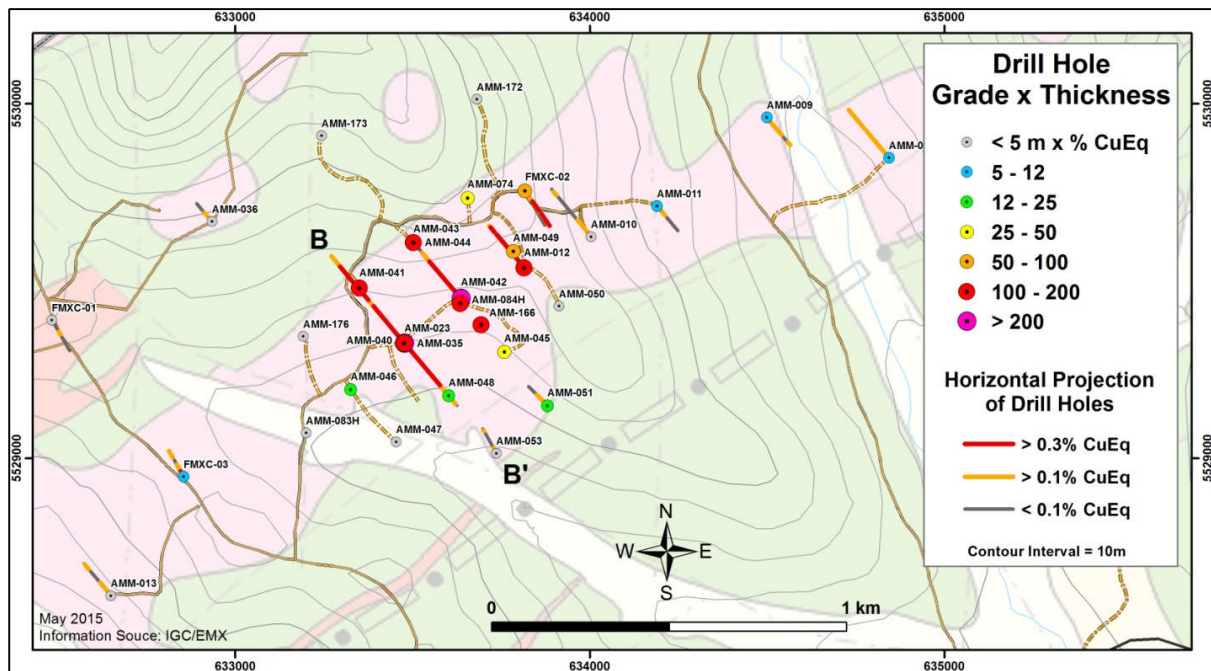 633000
634000
635000
5530000
5530000
5529000
5529000
Drill Hole
Grade x Thickness
< 5 m x % CuEq
5 - 12
12 - 25
25 - 50
50 - 100
100 - 200
> 200
Horizontal Projection
of Drill Holes
> 0.3% CuEq
> 0.1% CuEq
< 0.1% CuEq
Contour Interval = 10m
AMM-172
AMM-009
AMM-173
AMM-0
AMM-074
FMXC-02
AMM-011
AMM-036
AMM-010
AMM-043
AMM-044
AMM-049
AMM-012
B
AMM-041
AMM-042
AMM-084H
AMM-050
FMXC-01
AMM-166
AMM-176
AMM-023
AMM-040
AMM-035
AMM-045
AMM-046
AMM-048
AMM-051
AMM-083H
AMM-047
AMM-053
B'
FMXC-03
AMM-013
N
W
E
S
0
1 km
May 2015
Information Souce: IGC/EMX
633000
634000
635000